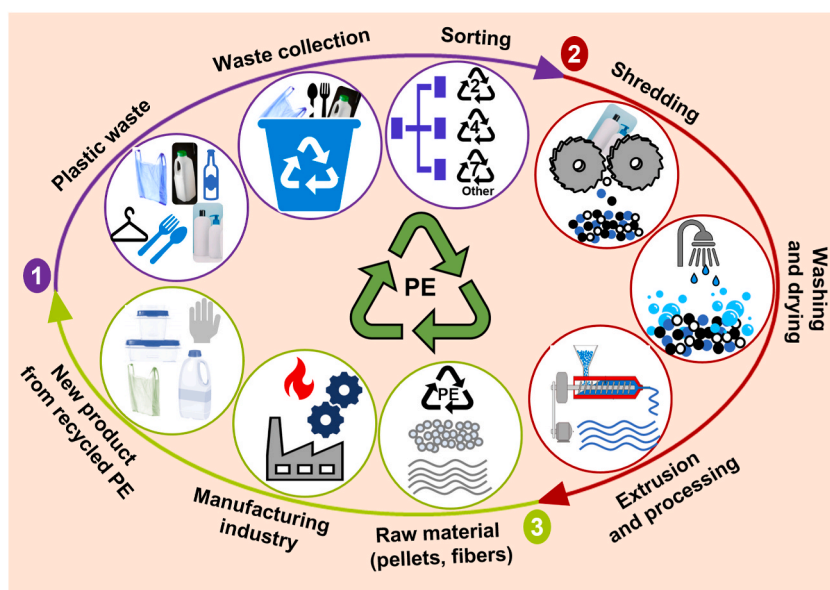 Plastic waste
Waste collection
Sorting
2
4
7
Other
2
Shredding
Washing
and drying
Extrusion
and processing
3
Raw material
(pellets, fibers)
PE
Manufacturing
industry
New product
from recycled PE
1
PE